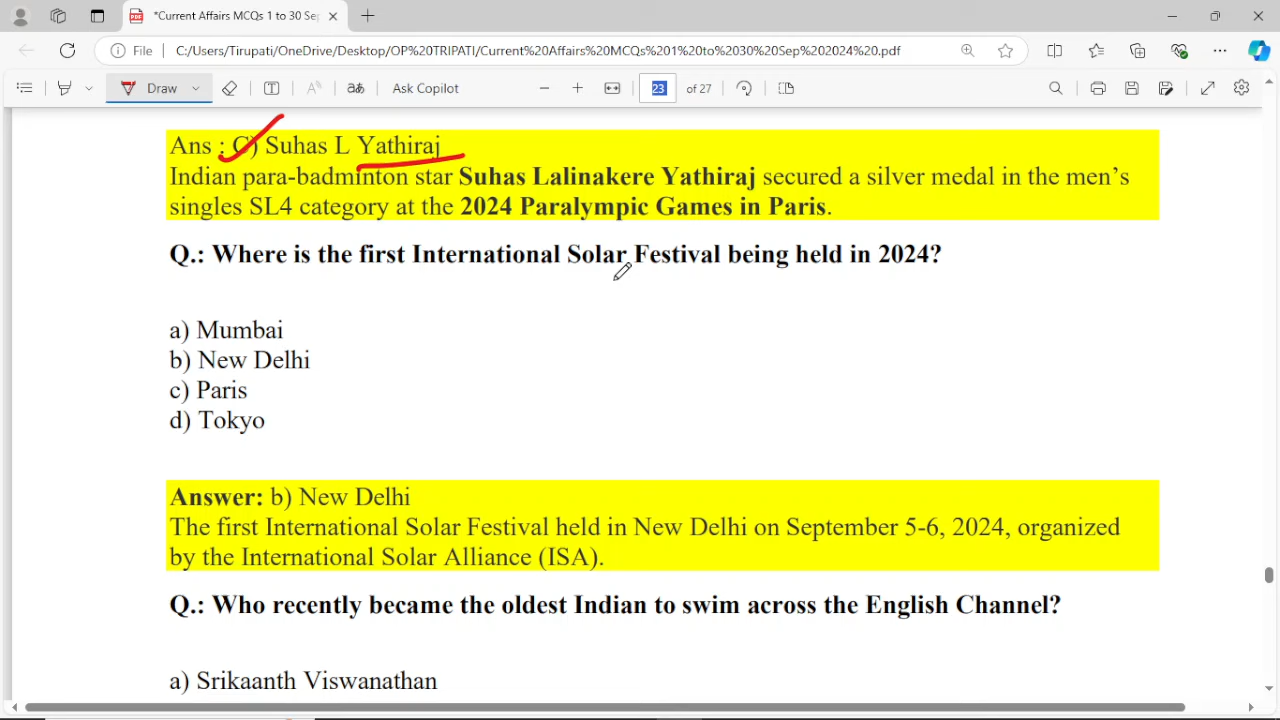 *Current Affairs MCQs 1 to 30 Sep
File
C:/Users/Tirupati/OneDrive/Desktop/OP%20TRIPATI/Current%20Affairs%20MCQs%201%20to%2030%20Sep%202024%20.pdf
Draw
Ask Copilot
23 of 27
Ans : C) Suhas L Yathiraj
Indian para-badminton star Suhas Lalinakere Yathiraj secured a silver medal in the men’s
singles SL4 category at the 2024 Paralympic Games in Paris.
Q.: Where is the first International Solar Festival being held in 2024?
a) Mumbai
b) New Delhi
c) Paris
d) Tokyo
Answer: b) New Delhi
The first International Solar Festival held in New Delhi on September 5-6, 2024, organized
by the International Solar Alliance (ISA).
Q.: Who recently became the oldest Indian to swim across the English Channel?
a) Srikaanth Viswanathan